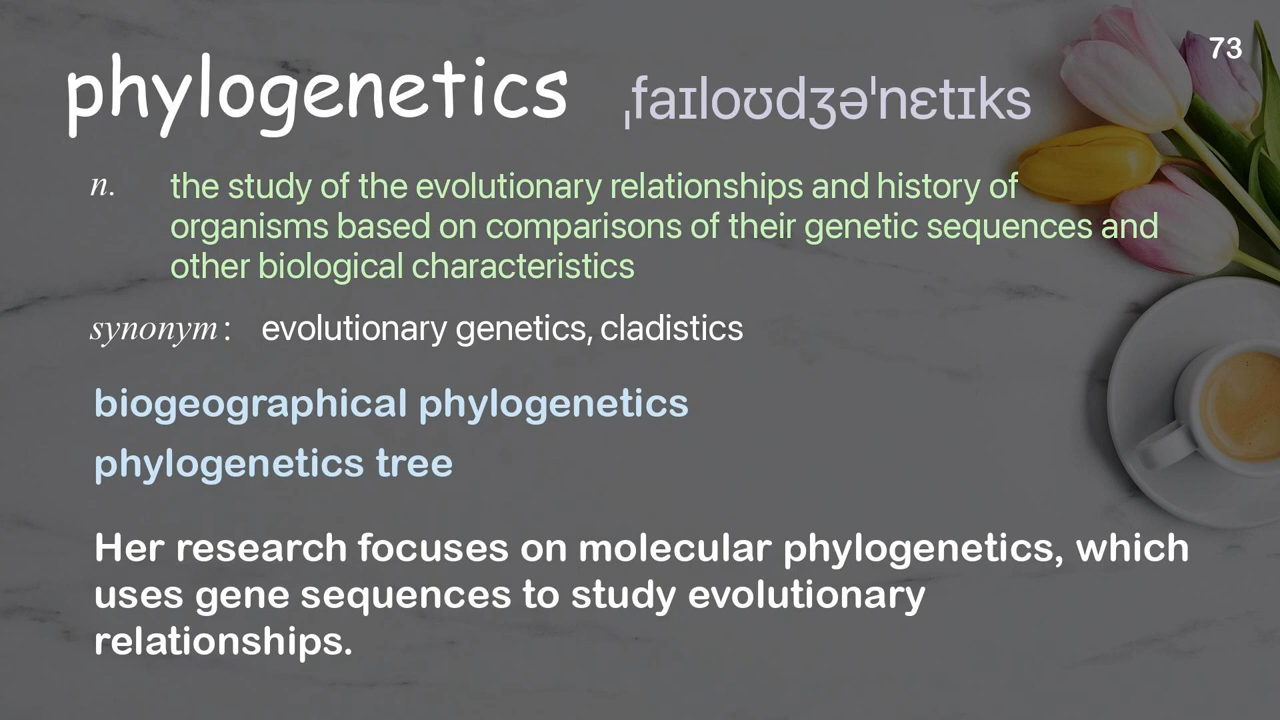 73
phylogenetics ˌfaɪloʊdʒəˈnɛtɪks
n. the study of the evolutionary relationships and history of
organisms based on comparisons of their genetic sequences and
other biological characteristics
synonym: evolutionary genetics, cladistics
biogeographical phylogenetics
phylogenetics tree
Her research focuses on molecular phylogenetics, which
uses gene sequences to study evolutionary
relationships.